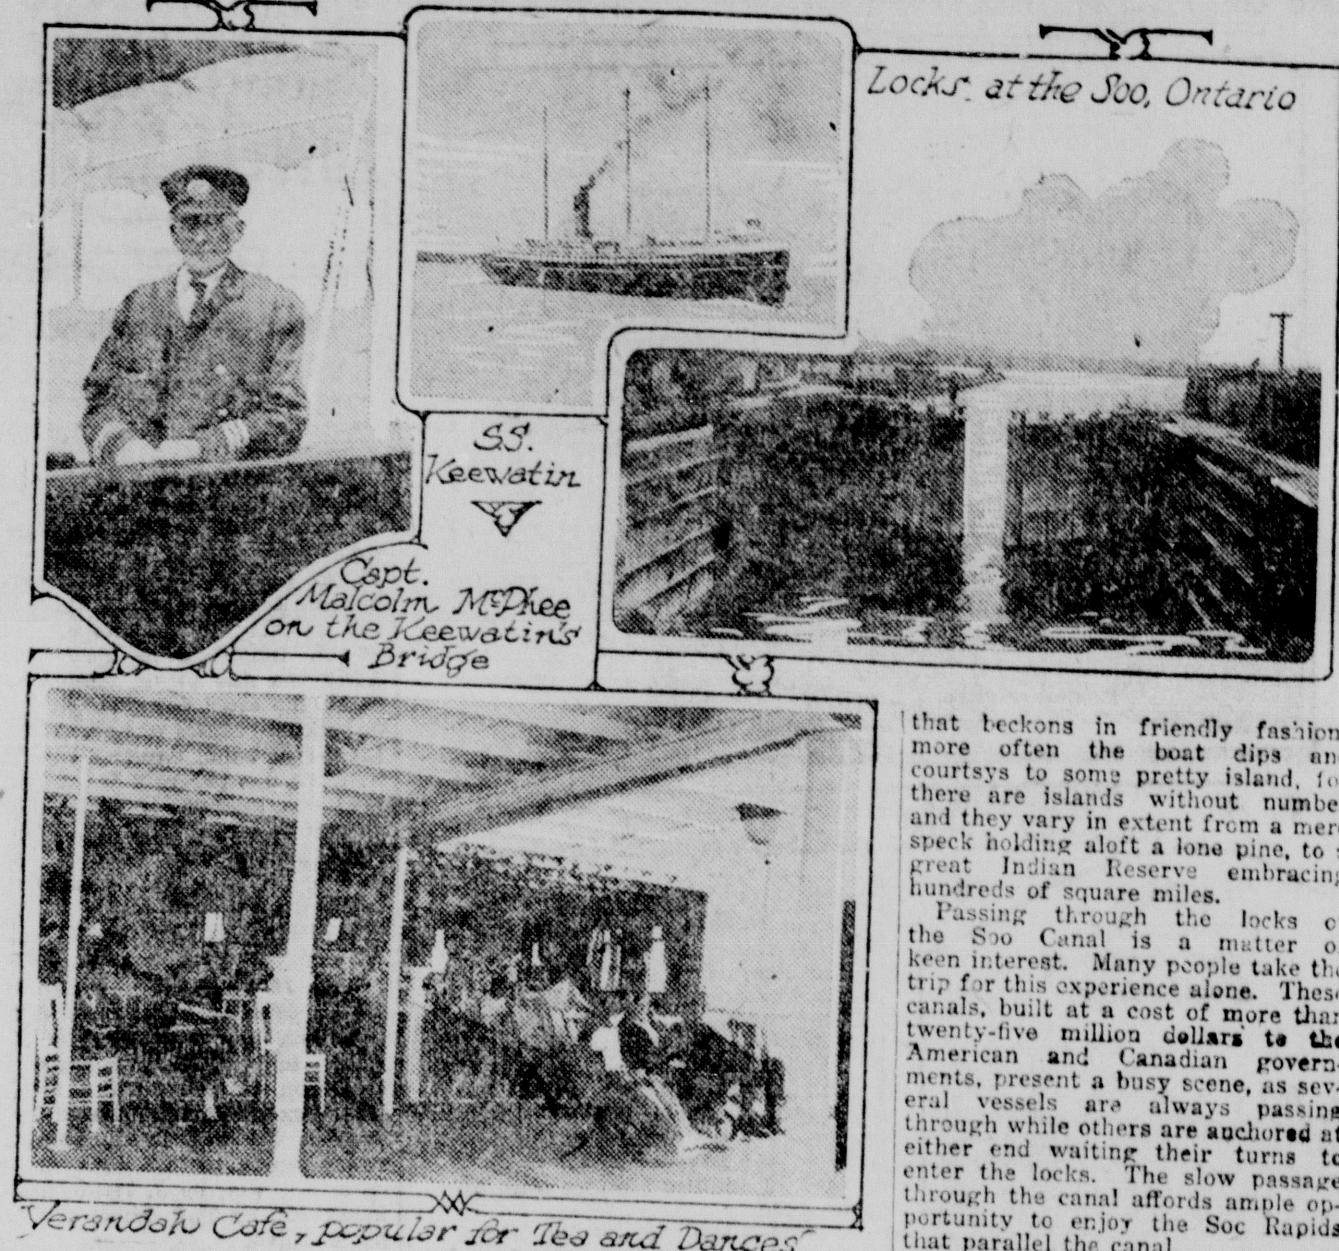 Locks at the Soo, Ontario
SS.
Keewatin
Capt.
Malcolm McPhee
on the Keewatin's
Bridge
Verandah Café, popular for Tea and Dances
that beckons in friendly fashion
more often the boat dips an
courtsys to some pretty island, fo
there are islands without numbe
and they vary in extent from a mer
speck holding aloft a lone pine, to
great Indian Reserve embracing
hundreds of square miles.
Passing through the locks o
the Soo Canal is a matter o
keen interest. Many people take the
trip for this experience alone. These
canals, built at a cost of more than
twenty-five million dollars to the
American and Canadian govern-
ments, present a busy scene, as sev-
eral vessels are always passing
through while others are anchored at
either end waiting their turns to
enter the locks. The slow passage
through the canal affords ample op-
portunity to enjoy the Soo Rapids
that parallel the canal